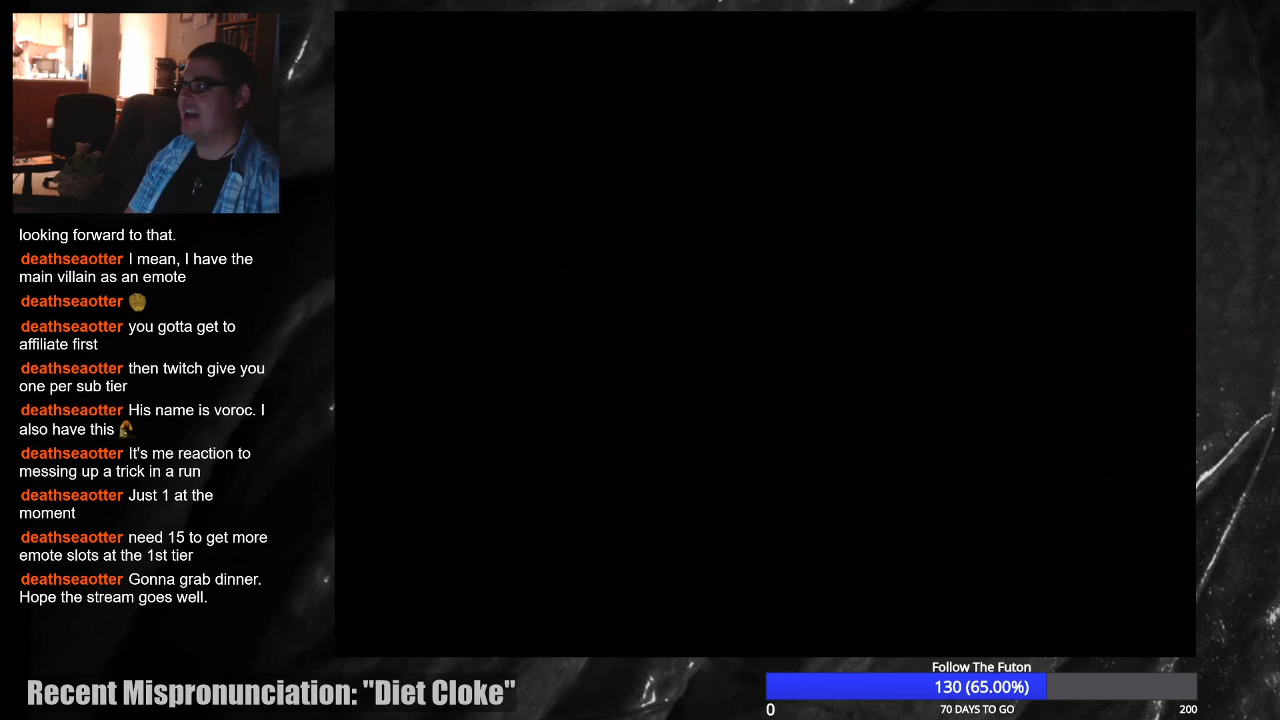 looking forward to that.
deathseaotter I mean, I have the
main villain as an emote
deathseaotter
deathseaotter you gotta get to
affiliate first
deathseaotter then twitch give you
one per sub tier
deathseaotter His name is voroc. I
also have this
deathseaotter It's me reaction to
messing up a trick in a run
deathseaotter Just 1 at the
moment
deathseaotter need 15 to get more
emote slots at the 1st tier
deathseaotter Gonna grab dinner.
Hope the stream goes well.
Recent Mispronunciation: "Diet Cloke"
Follow The Futon
130 (65.00%)
0 70 DAYS TO GO 200